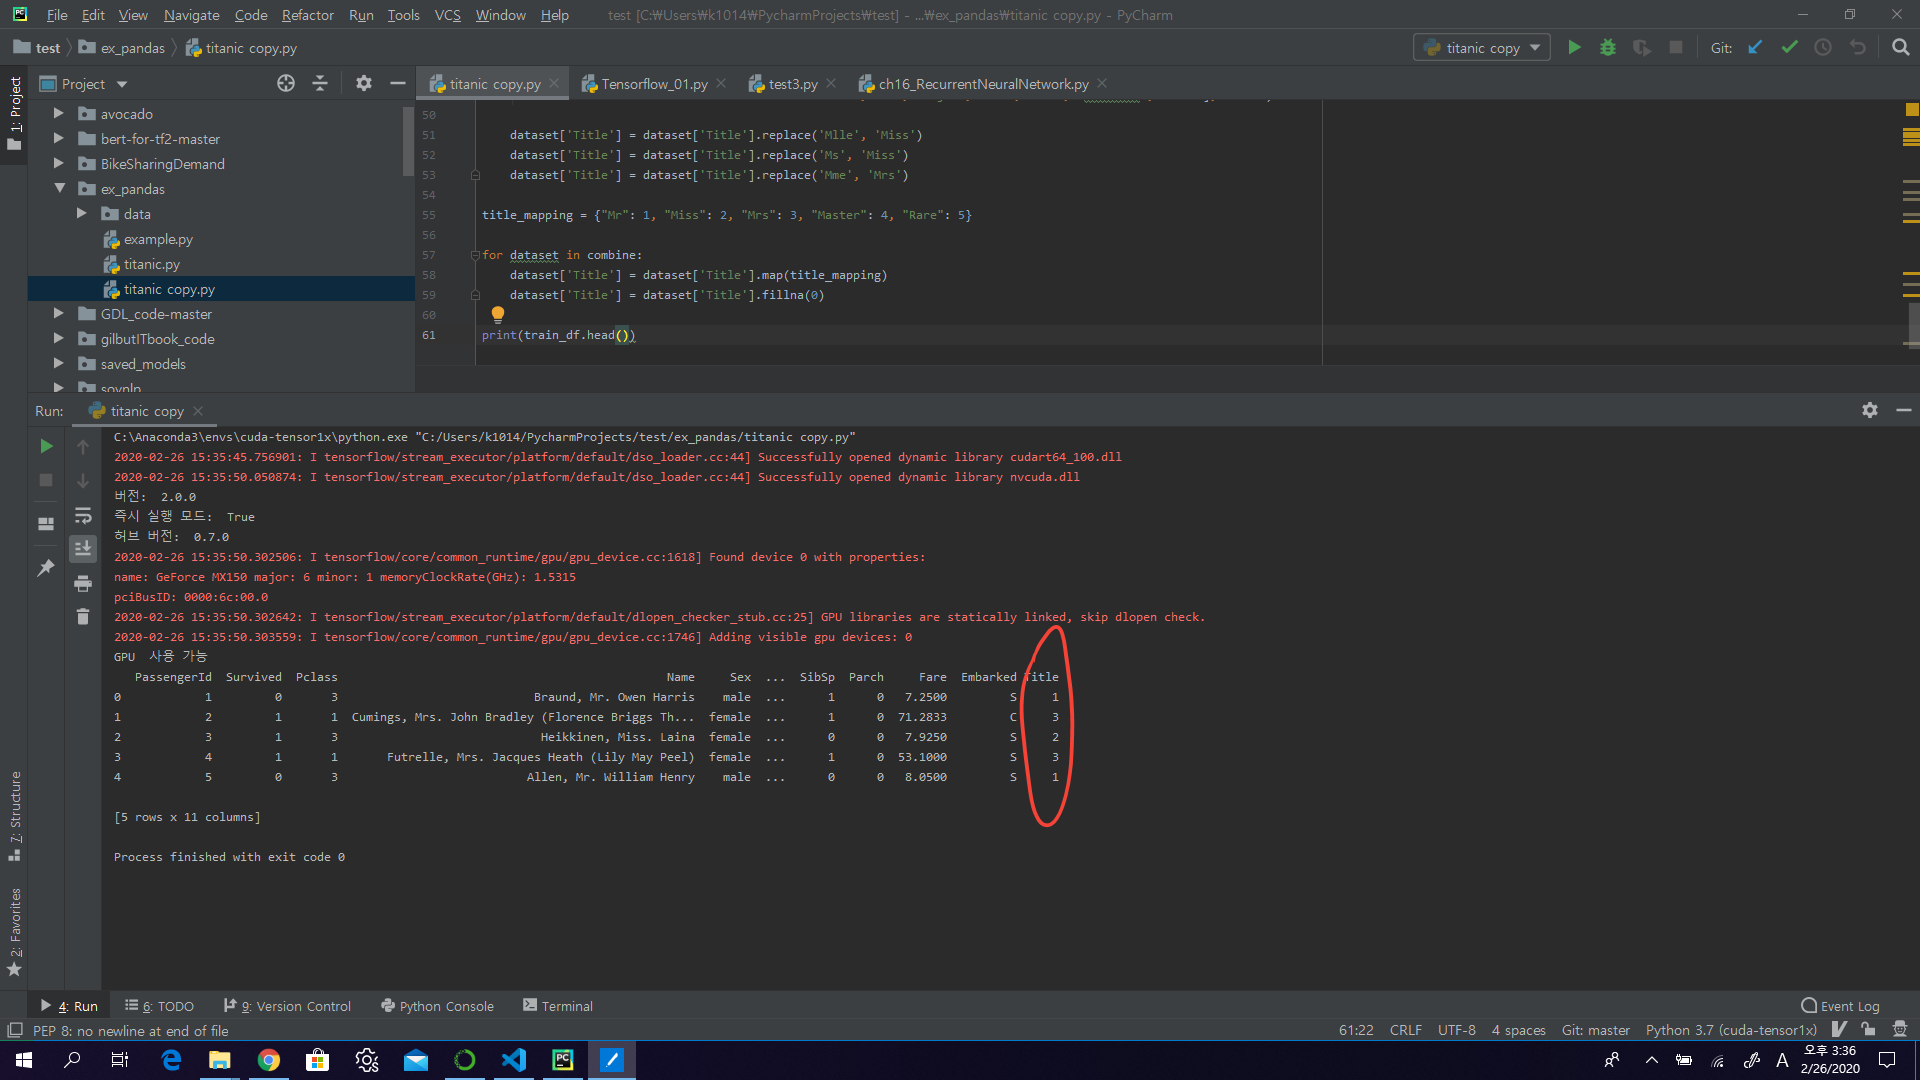 File Edit View Navigate Code Refactor Run Tools VCS Window Help test [C:₩Users₩k1014₩PycharmProjects₩test] - ...₩ex_pandas₩titanic copy.py - PyCharm
test ex_pandas titanic copy.py titanic copy Git:
Project titanic copy.py Tensorflow_01.py test3.py ch16_RecurrentNeuralNetwork.py
1: Project
avocado
bert-for-tf2-master
BikeSharingDemand
ex_pandas
data
example.py
titanic.py
titanic copy.py
GDL_code-master
gilbutITbook_code
saved_models
50
51 dataset['Title'] = dataset['Title'].replace('Mlle', 'Miss')
52 dataset['Title'] = dataset['Title'].replace('Ms', 'Miss')
53 dataset['Title'] = dataset['Title'].replace('Mme', 'Mrs')
54
55 title_mapping = {"Mr": 1, "Miss": 2, "Mrs": 3, "Master": 4, "Rare": 5}
56
57 for dataset in combine:
58 dataset['Title'] = dataset['Title'].map(title_mapping)
59 dataset['Title'] = dataset['Title'].fillna(0)
60
61 print(train_df.head())
Run: titanic copy
C:\Anaconda3\envs\cuda-tensor1x\python.exe "C:/Users/k1014/PycharmProjects/test/ex_pandas/titanic copy.py"
2020-02-26 15:35:45.756901: I tensorflow/stream_executor/platform/default/dso_loader.cc:44] Successfully opened dynamic library cudart64_100.dll
2020-02-26 15:35:50.050874: I tensorflow/stream_executor/platform/default/dso_loader.cc:44] Successfully opened dynamic library nvcuda.dll
버전: 2.0.0
즉시 실행 모드: True
허브 버전: 0.7.0
2020-02-26 15:35:50.302506: I tensorflow/core/common_runtime/gpu/gpu_device.cc:1618] Found device 0 with properties:
name: GeForce MX150 major: 6 minor: 1 memoryClockRate(GHz): 1.5315
pciBusID: 0000:6c:00.0
2020-02-26 15:35:50.302642: I tensorflow/stream_executor/platform/default/dlopen_checker_stub.cc:25] GPU libraries are statically linked, skip dlopen check.
2020-02-26 15:35:50.303559: I tensorflow/core/common_runtime/gpu/gpu_device.cc:1746] Adding visible gpu devices: 0
GPU 사용 가능
PassengerId Survived Pclass Name Sex ... SibSp Parch Fare Embarked Title
0 1 0 3 Braund, Mr. Owen Harris male ... 1 0 7.2500 S 1
1 2 1 1 Cumings, Mrs. John Bradley (Florence Briggs Th... female ... 1 0 71.2833 C 3
2 3 1 3 Heikkinen, Miss. Laina female ... 0 0 7.9250 S 2
3 4 1 1 Futrelle, Mrs. Jacques Heath (Lily May Peel) female ... 1 0 53.1000 S 3
4 5 0 3 Allen, Mr. William Henry male ... 0 0 8.0500 S 1
[5 rows x 11 columns]
Process finished with exit code 0
7: Structure
2: Favorites
4: Run 6: TODO 9: Version Control Python Console Terminal Event Log
PEP 8: no newline at end of file 61:22 CRLF UTF-8 4 spaces Git: master Python 3.7 (cuda-tensor1x)
A 오후 3:36
2/26/2020